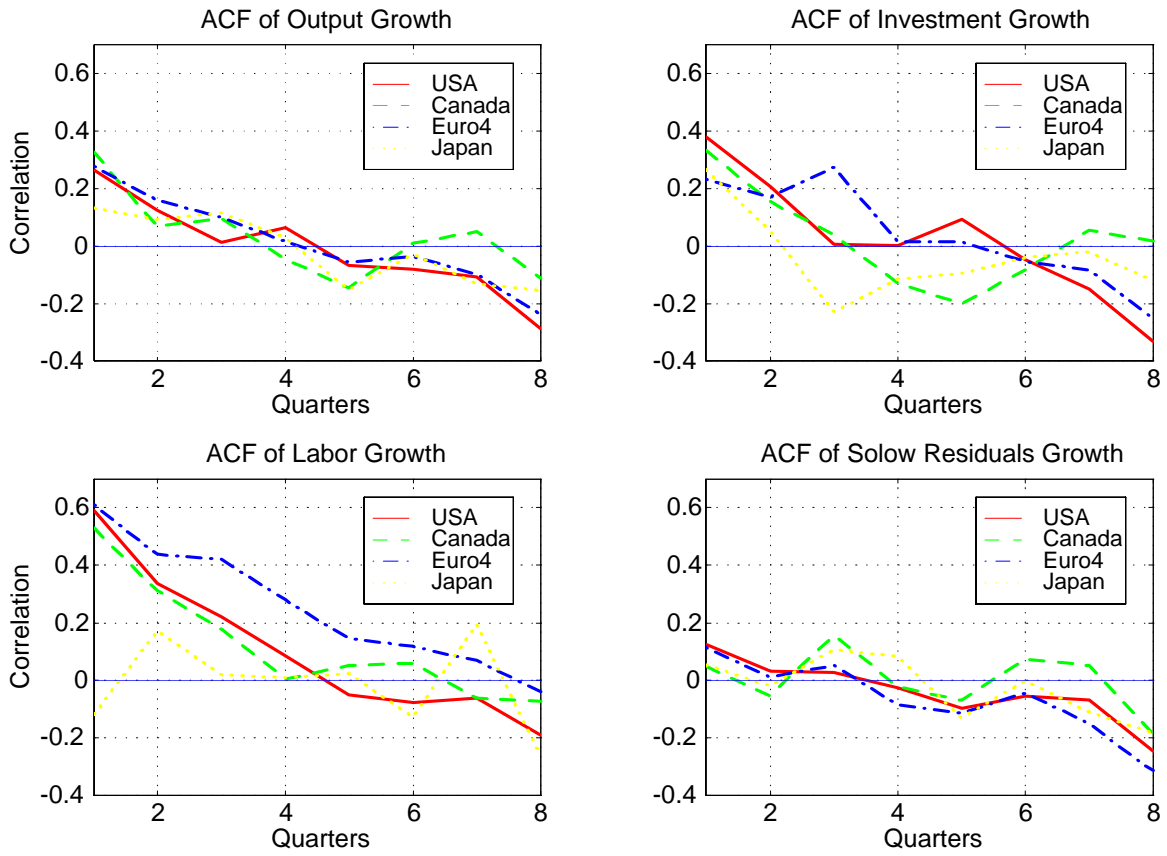 ACF of Output Growth
0.6
0.4
0.2
0
-0.2
-0.4
Correlation
USA
Canada
Euro4
Japan
2
4
6
8
Quarters
ACF of Investment Growth
0.6
0.4
0.2
0
-0.2
-0.4
USA
Canada
Euro4
Japan
2
4
6
8
Quarters
ACF of Labor Growth
0.6
0.4
0.2
0
-0.2
-0.4
Correlation
USA
Canada
Euro4
Japan
2
4
6
8
Quarters
ACF of Solow Residuals Growth
0.6
0.4
0.2
0
-0.2
-0.4
USA
Canada
Euro4
Japan
2
4
6
8
Quarters